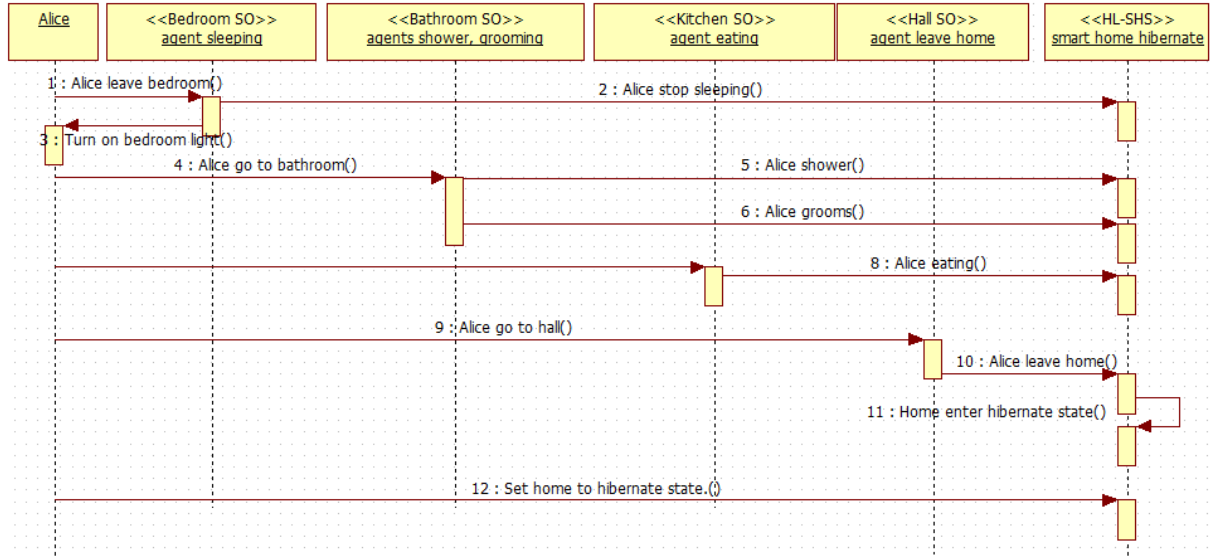 Alice
<<Bedroom SO>>
agent sleeping
<<Bathroom SO>>
agents shower, grooming
<<Kitchen SO>>
agent eating
<<Hall SO>>
agent leave home
<<HL-SHS>>
smart home hibernate
1 : Alice leave bedroom()
2 : Alice stop sleeping()
3 : Turn on bedroom light()
4 : Alice go to bathroom()
5 : Alice shower()
6 : Alice grooms()
8 : Alice eating()
9 : Alice go to hall()
10 : Alice leave home()
11 : Home enter hibernate state()
12 : Set home to hibernate state.()